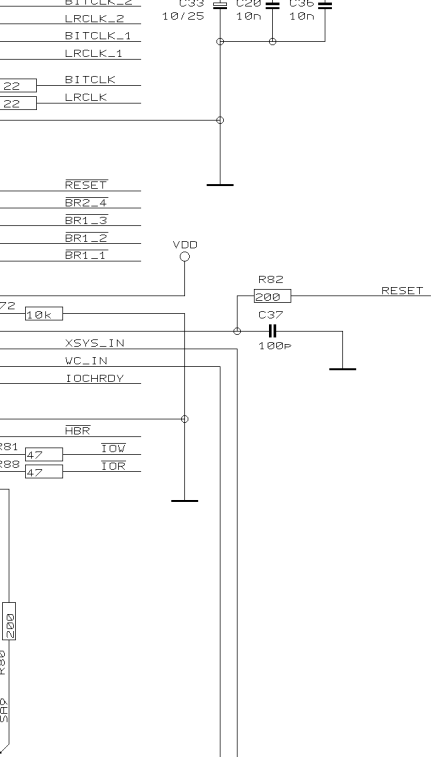 BITCLK_2
C33 C20 C36
LRCLK_2
10/25 10n 10n
BITCLK_1
LRCLK_1
BITCLK
22
LRCLK
22
RESET
BR2_4
BR1_3
BR1_2
BR1_1
VDD
R82
200
RESET
72
10k
C37
100p
XSYS_IN
WC_IN
IOCHRDY
HBR
R81
47
IOW
R88
47
IOR
200
R80